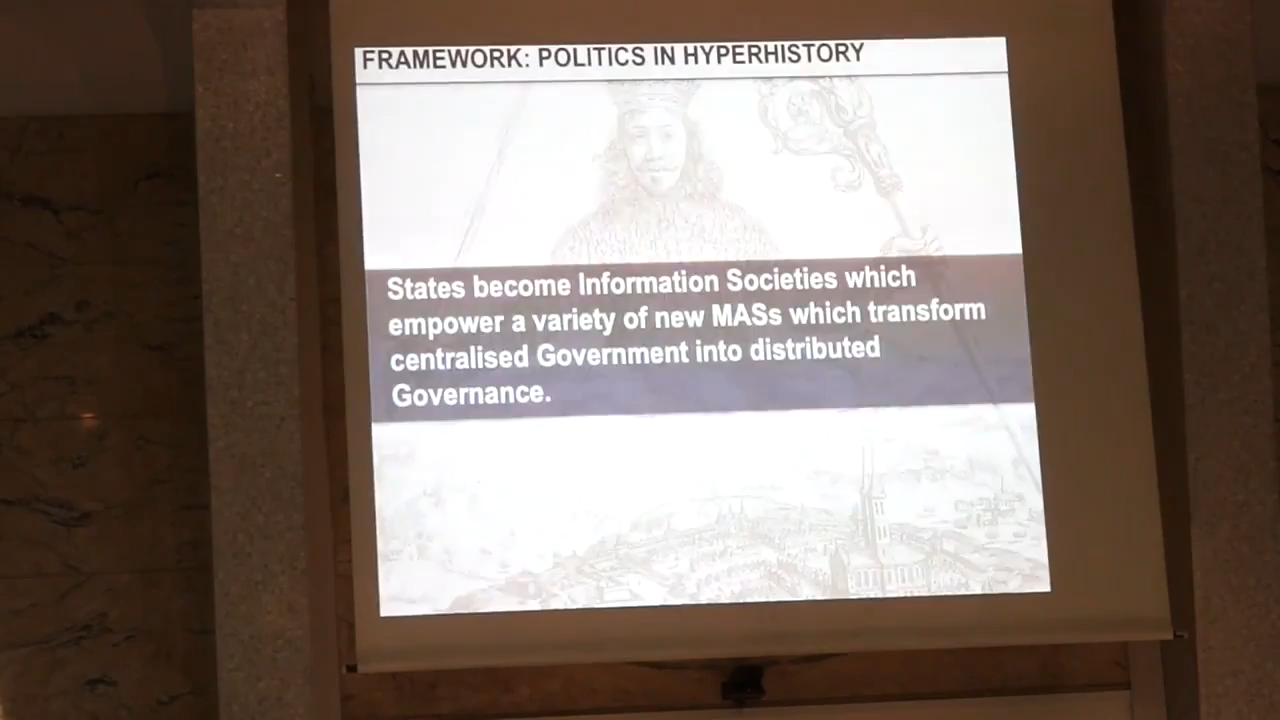 FRAMEWORK: POLITICS IN HYPERHISTORY
States become Information Societies which
empower a variety of new MASs which transform
centralised Government into distributed
Governance.